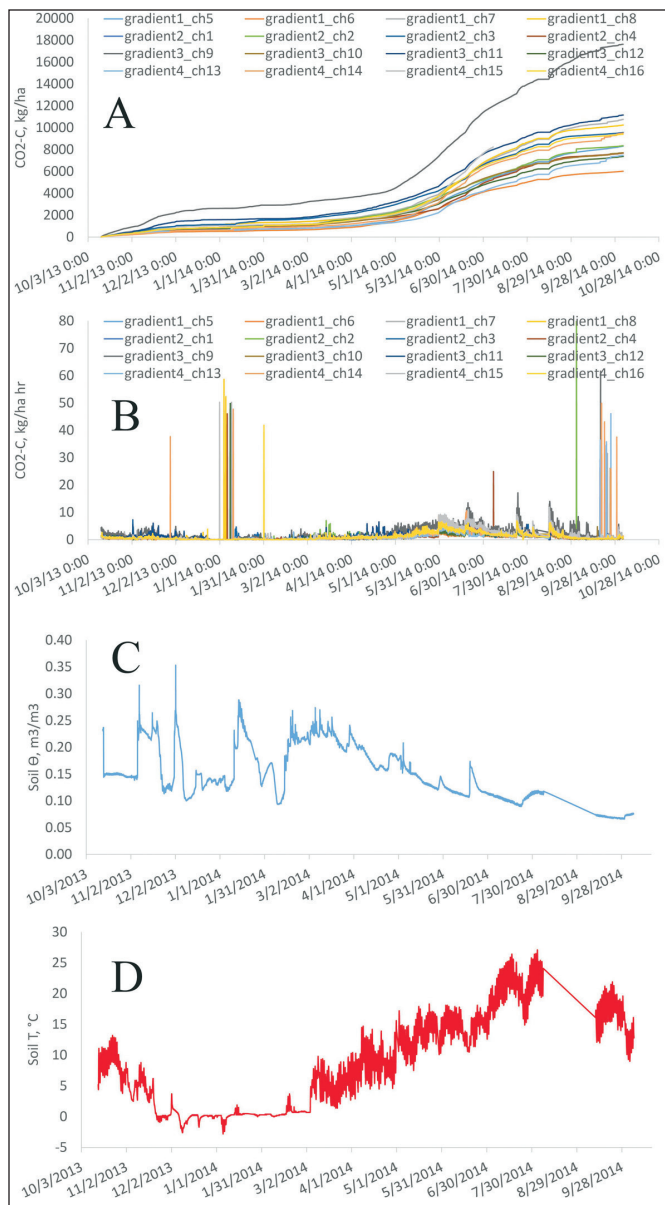 20000
18000
16000
14000
12000
10000
8000
6000
4000
2000
0
CO2-C, kg/ha
gradient1_ch5 gradient1_ch6 gradient1_ch7 gradient1_ch8
gradient2_ch1 gradient2_ch2 gradient2_ch3 gradient2_ch4
gradient3_ch9 gradient3_ch10 gradient3_ch11 gradient3_ch12
gradient4_ch13 gradient4_ch14 gradient4_ch15 gradient4_ch16
A
10/3/13 0:00 11/2/13 0:00 12/2/13 0:00 1/1/14 0:00 1/31/14 0:00 3/2/14 0:00 4/1/14 0:00 5/1/14 0:00 5/31/14 0:00 6/30/14 0:00 7/30/14 0:00 8/29/14 0:00 9/28/14 0:00 10/28/14 0:00
80
70
60
50
40
30
20
10
0
CO2-C, kg/ha hr
gradient1_ch5 gradient1_ch6 gradient1_ch7 gradient1_ch8
gradient2_ch1 gradient2_ch2 gradient2_ch3 gradient2_ch4
gradient3_ch9 gradient3_ch10 gradient3_ch11 gradient3_ch12
gradient4_ch13 gradient4_ch14 gradient4_ch15 gradient4_ch16
B
10/3/13 0:00 11/2/13 0:00 12/2/13 0:00 1/1/14 0:00 1/31/14 0:00 3/2/14 0:00 4/1/14 0:00 5/1/14 0:00 5/31/14 0:00 6/30/14 0:00 7/30/14 0:00 8/29/14 0:00 9/28/14 0:00 10/28/14 0:00
0.40
0.35
0.30
0.25
0.20
0.15
0.10
0.05
0.00
Soil Θ, m3/m3
C
10/3/2013 11/2/2013 12/2/2013 1/1/2014 1/31/2014 3/2/2014 4/1/2014 5/1/2014 5/31/2014 6/30/2014 7/30/2014 8/29/2014 9/28/2014
30
25
20
15
10
5
0
-5
Soil T, °C
D
10/3/2013 11/2/2013 12/2/2013 1/1/2014 1/31/2014 3/2/2014 4/1/2014 5/1/2014 5/31/2014 6/30/2014 7/30/2014 8/29/2014 9/28/2014